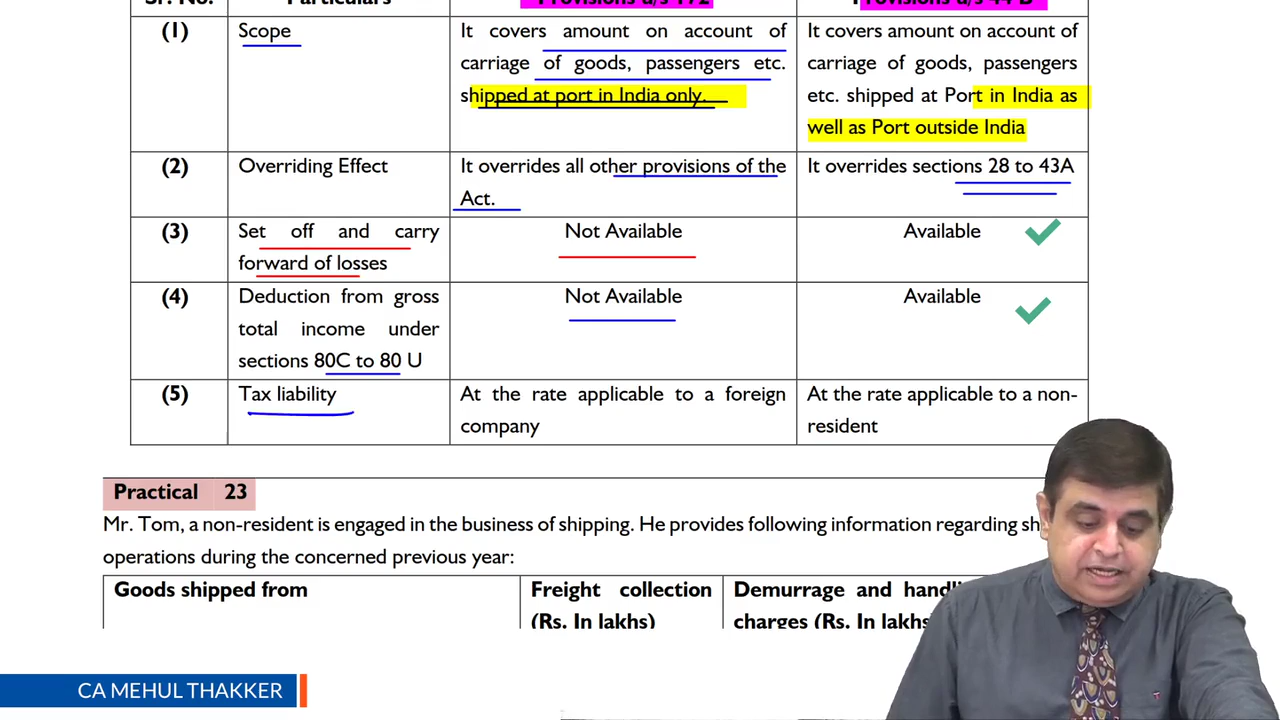 Sr. No. Particulars Provisions u/s 172 Provisions u/s 44 B
(1) Scope It covers amount on account of carriage of goods, passengers etc. shipped at port in India only. It covers amount on account of carriage of goods, passengers etc. shipped at Port in India as well as Port outside India
(2) Overriding Effect It overrides all other provisions of the Act. It overrides sections 28 to 43A
(3) Set off and carry forward of losses Not Available Available
(4) Deduction from gross total income under sections 80C to 80 U Not Available Available
(5) Tax liability At the rate applicable to a foreign company At the rate applicable to a non-resident
Practical 23
Mr. Tom, a non-resident is engaged in the business of shipping. He provides following information regarding
operations during the concerned previous year:
Goods shipped from Freight collection (Rs. In lakhs) Demurrage and charges (Rs. In lakhs
CA MEHUL THAKKER